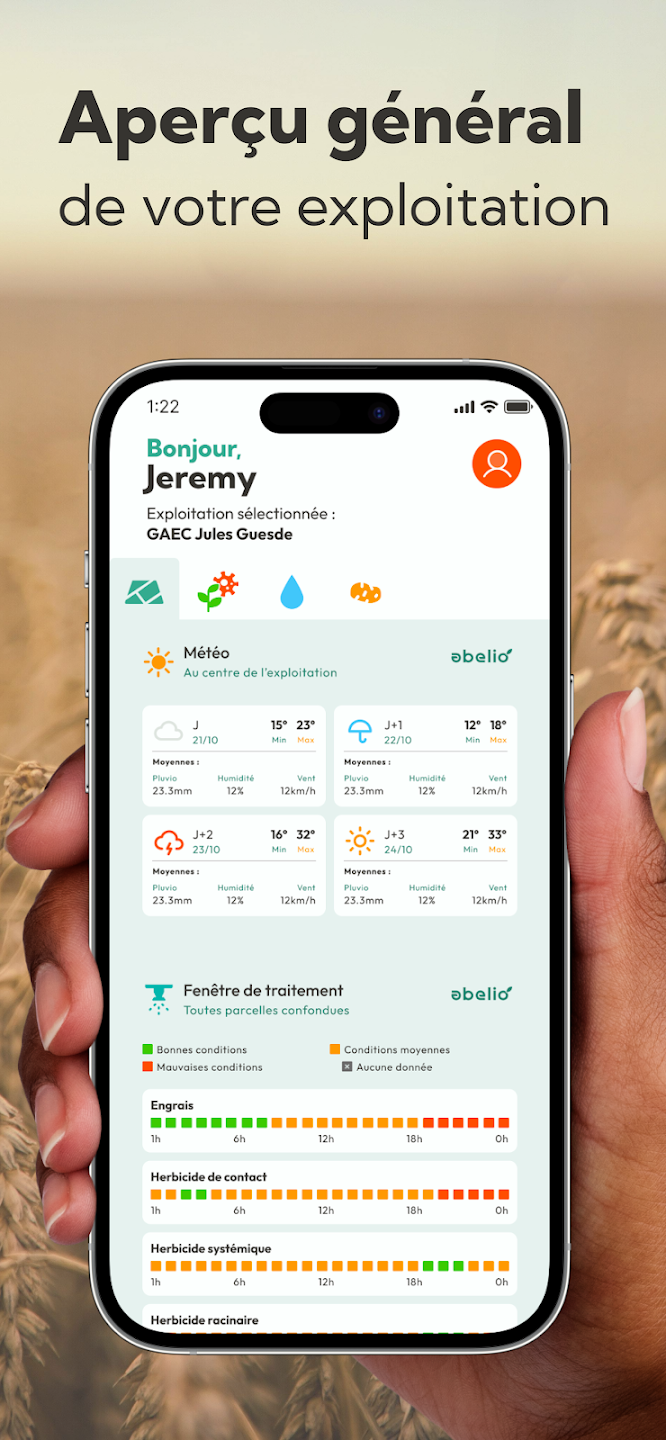 Aperçu général
de votre exploitation
1:22
Bonjour,
Jeremy
Exploitation sélectionnée :
GAEC Jules Guesde
Météo
Au centre de l'exploitation
abelio
J
21/10
15° 23°
Min Max
Moyennes :
Pluvio Humidité Vent
23.3mm 12% 12km/h
J+1
22/10
12° 18°
Min Max
Moyennes :
Pluvio Humidité Vent
23.3mm 12% 12km/h
J+2
23/10
16° 32°
Min Max
Moyennes :
Pluvio Humidité Vent
23.3mm 12% 12km/h
J+3
24/10
21° 33°
Min Max
Moyennes :
Pluvio Humidité Vent
23.3mm 12% 12km/h
Fenêtre de traitement
Toutes parcelles confondues
abelio
Bonnes conditions
Conditions moyennes
Mauvaises conditions
Aucune donnée
Engrais
1h 6h 12h 18h 0h
Herbicide de contact
1h 6h 12h 18h 0h
Herbicide systémique
1h 6h 12h 18h 0h
Herbicide racinaire